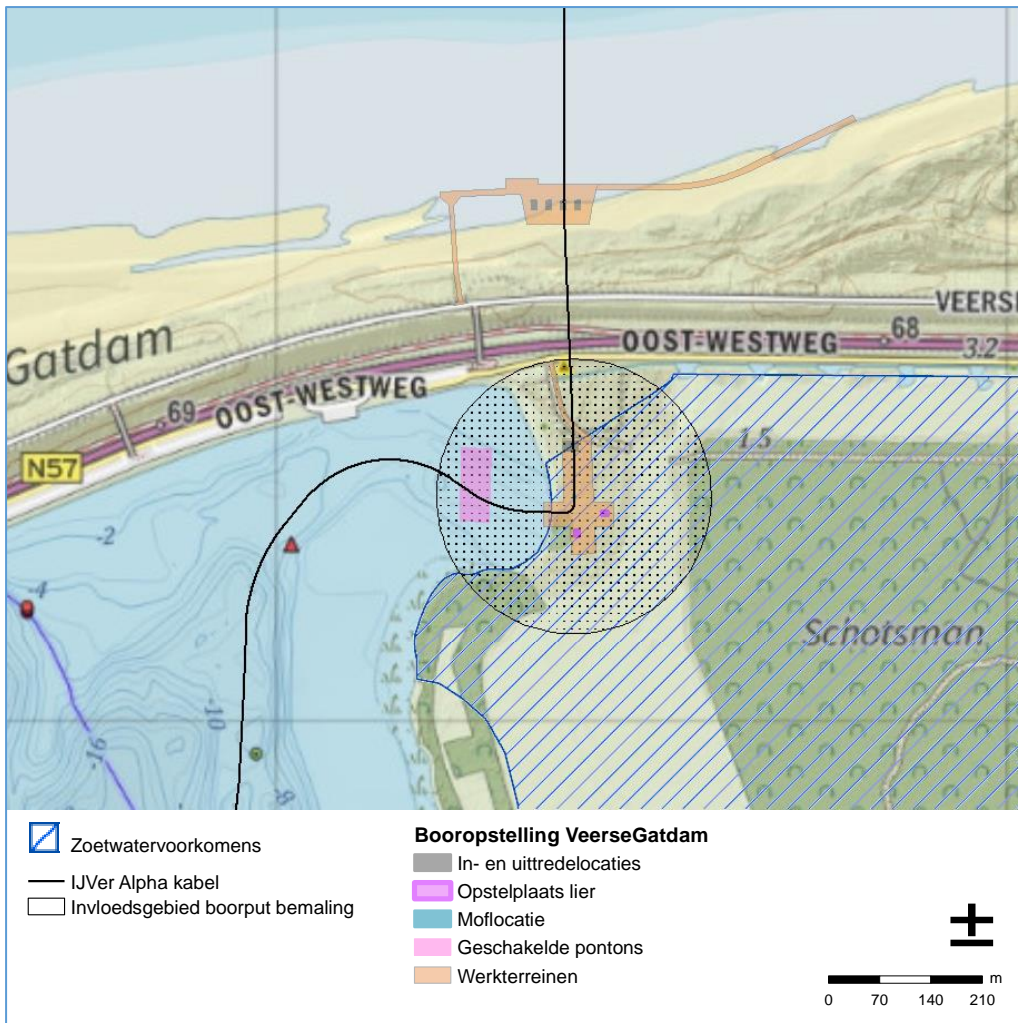 VEERSE
OOST-WESTWEG
68
3.2
Gatdam
OOST-WESTWEG
69
N57
1.5
-2
-4
Schotsman
-10
-16
-8
Zoetwatervoorkomens
IJVer Alpha kabel
Invloedsgebied boorput bemaling
Booropstelling VeerseGatdam
In- en uittredelocaties
Opstelplaats lier
Moflocatie
Geschakelde pontons
Werkterreinen
m
0 70 140 210